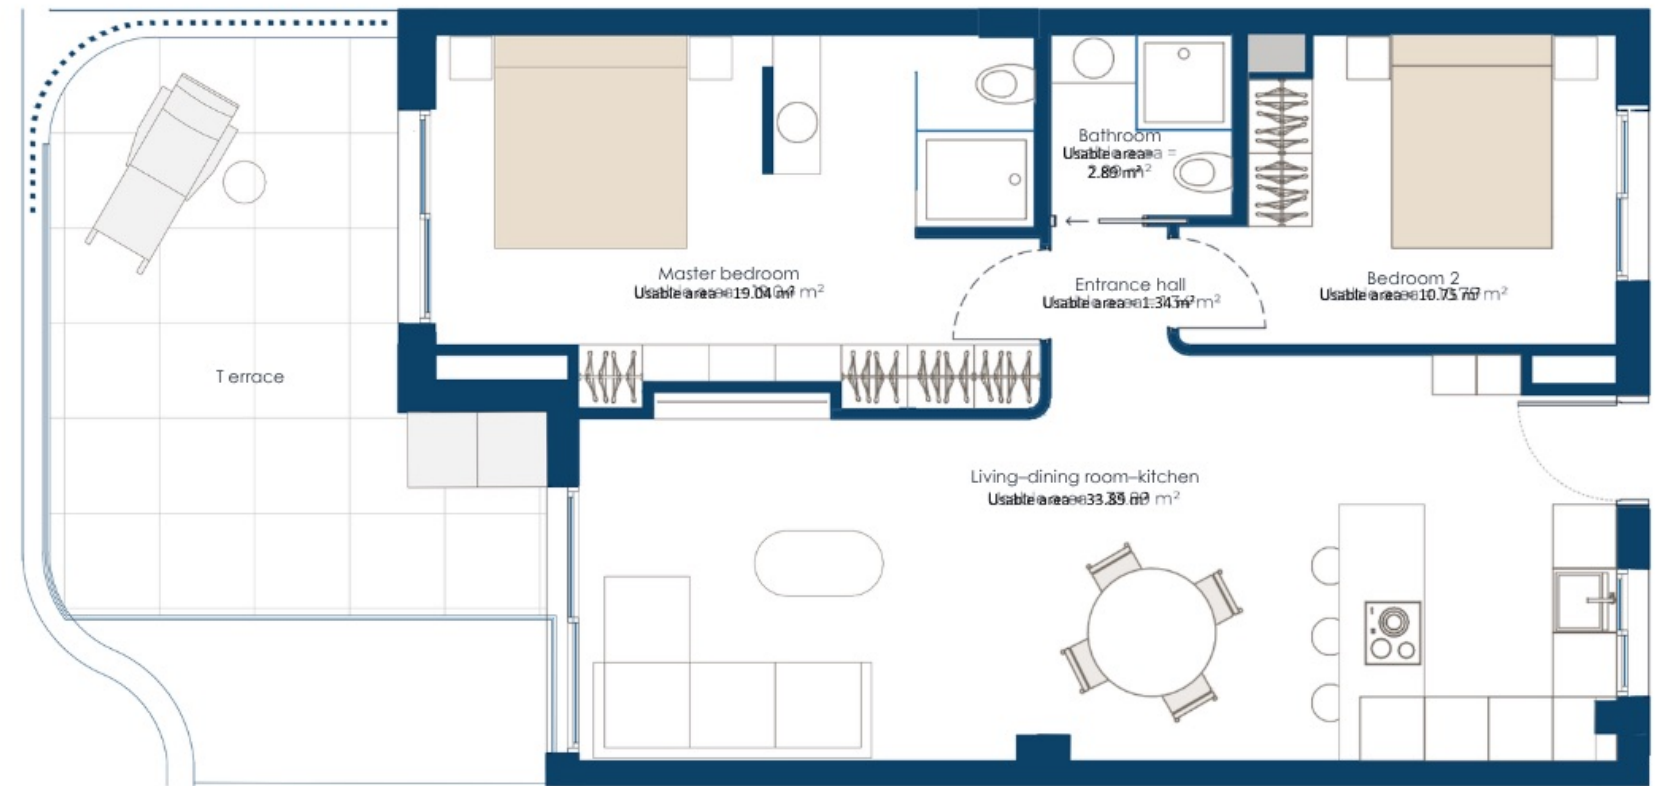 Bathroom
Usable area=
2.89 m²
Master bedroom
Usable area = 19.04 m²
Entrance hall
Usable area = 1.34 m²
Bedroom 2
Usable area = 10.75 m²
Terrace
Living-dining room-kitchen
Usable area = 33.89 m²